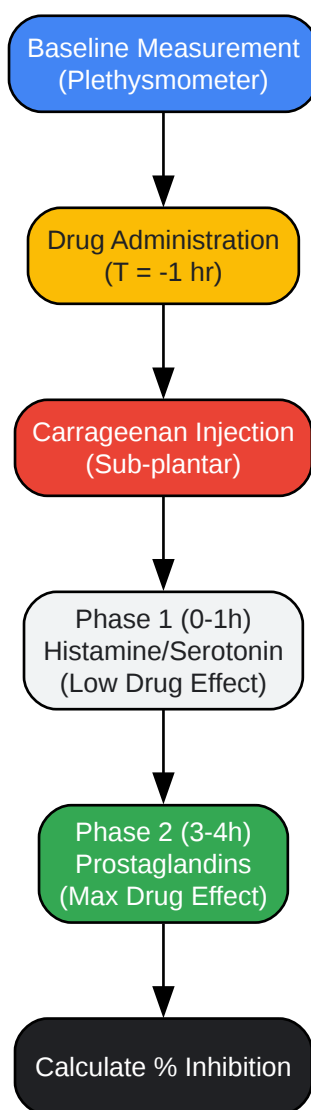 Baseline Measurement
(Plethysmometer)
Drug Administration
(T = -1 hr)
Carrageenan Injection
(Sub-plantar)
Phase 1 (0-1h)
Histamine/Serotonin
(Low Drug Effect)
Phase 2 (3-4h)
Prostaglandins
(Max Drug Effect)
Calculate % Inhibition